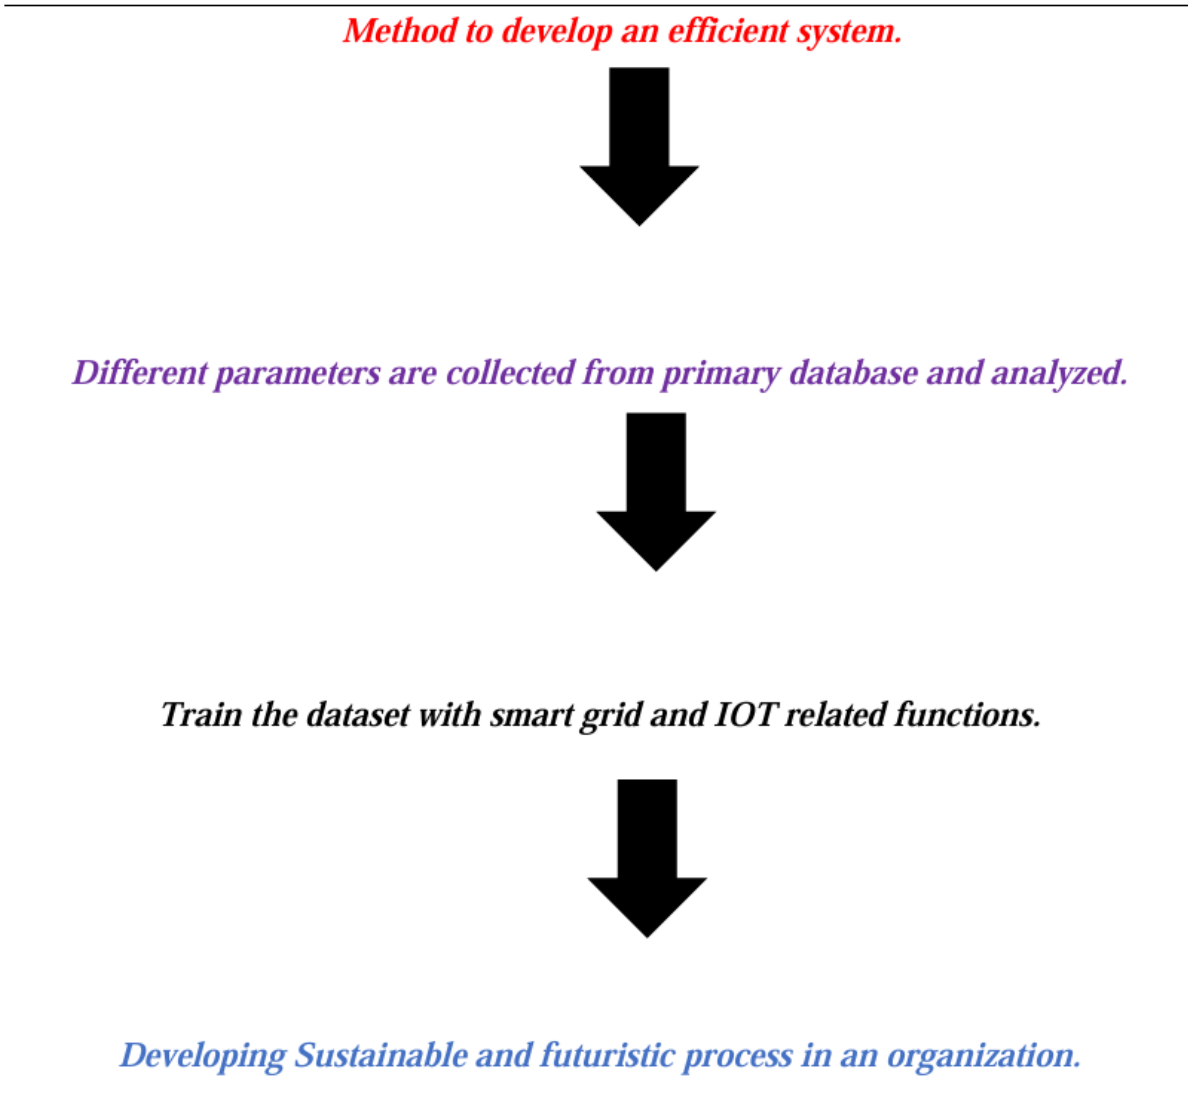 Method to develop an efficient system.
Different parameters are collected from primary database and analyzed.
Train the dataset with smart grid and IOT related functions.
Developing Sustainable and futuristic process in an organization.